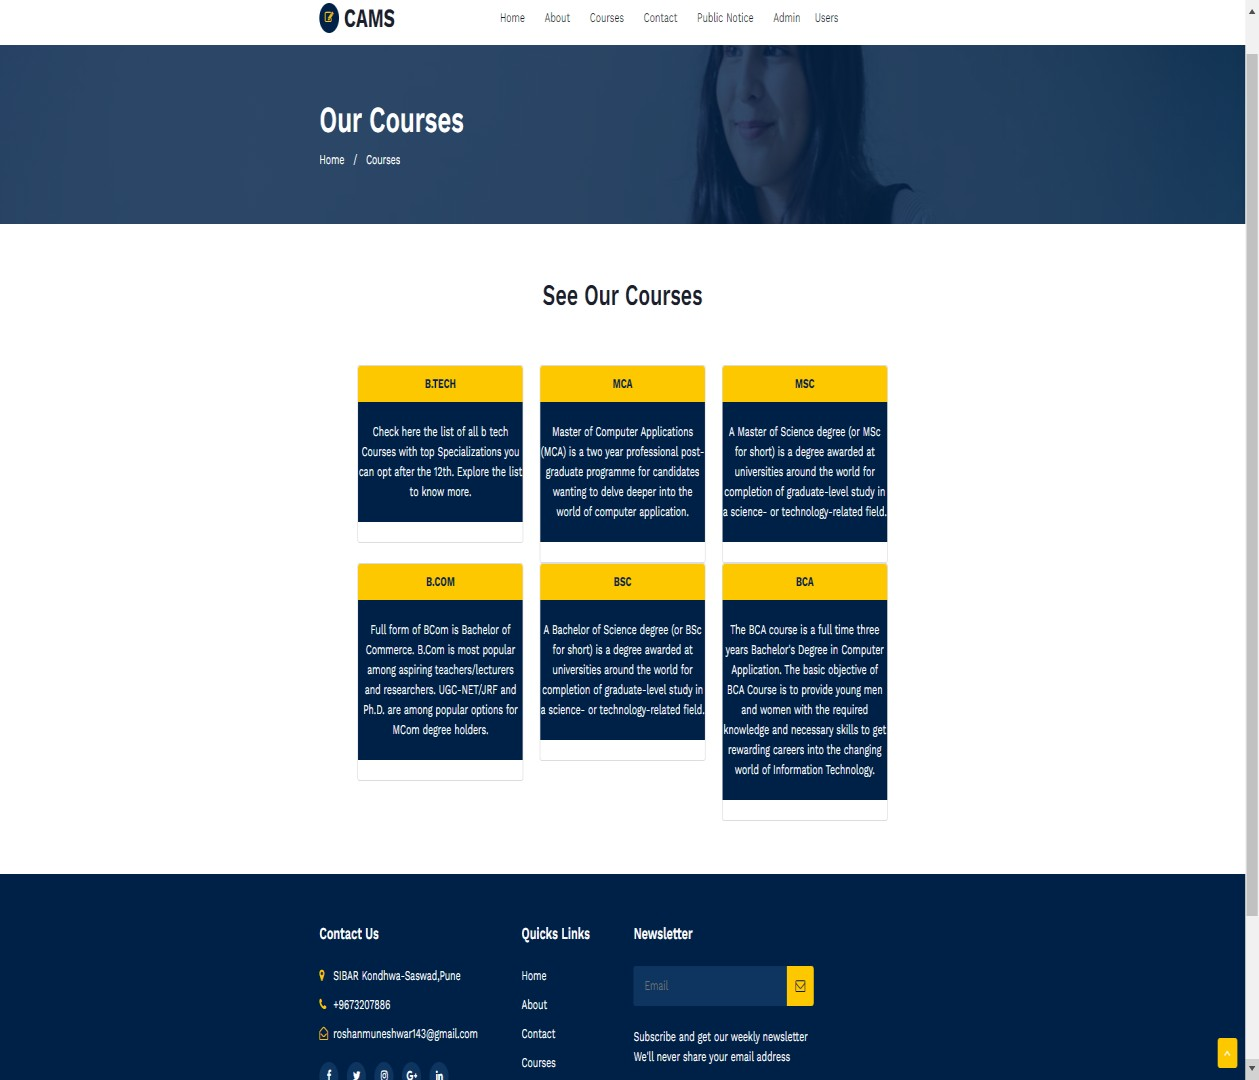 CAMS
Home About Courses Contact Public Notice Admin Users
Our Courses
Home / Courses
See Our Courses
B.TECH
Check here the list of all b tech
Courses with top Specializations you
can opt after the 12th. Explore the list
to know more.
MCA
Master of Computer Applications
(MCA) is a two year professional post-
graduate programme for candidates
wanting to delve deeper into the
world of computer application.
MSC
A Master of Science degree (or MSc
for short) is a degree awarded at
universities around the world for
completion of graduate-level study in
a science- or technology-related field.
B.COM
Full form of BCom is Bachelor of
Commerce. B.Com is most popular
among aspiring teachers/lecturers
and researchers. UGC-NET/JRF and
Ph.D. are among popular options for
MCom degree holders.
BSC
A Bachelor of Science degree (or BSc
for short) is a degree awarded at
universities around the world for
completion of graduate-level study in
a science- or technology-related field.
BCA
The BCA course is a full time three
years Bachelor's Degree in Computer
Application. The basic objective of
BCA Course is to provide young men
and women with the required
knowledge and necessary skills to get
rewarding careers into the changing
world of Information Technology.
Contact Us
SIBAR Kondhwa-Saswad,Pune
+9673207886
roshanmuneshwar143@gmail.com
Quicks Links
Home
About
Contact
Courses
Newsletter
Email
Subscribe and get our weekly newsletter
We'll never share your email address